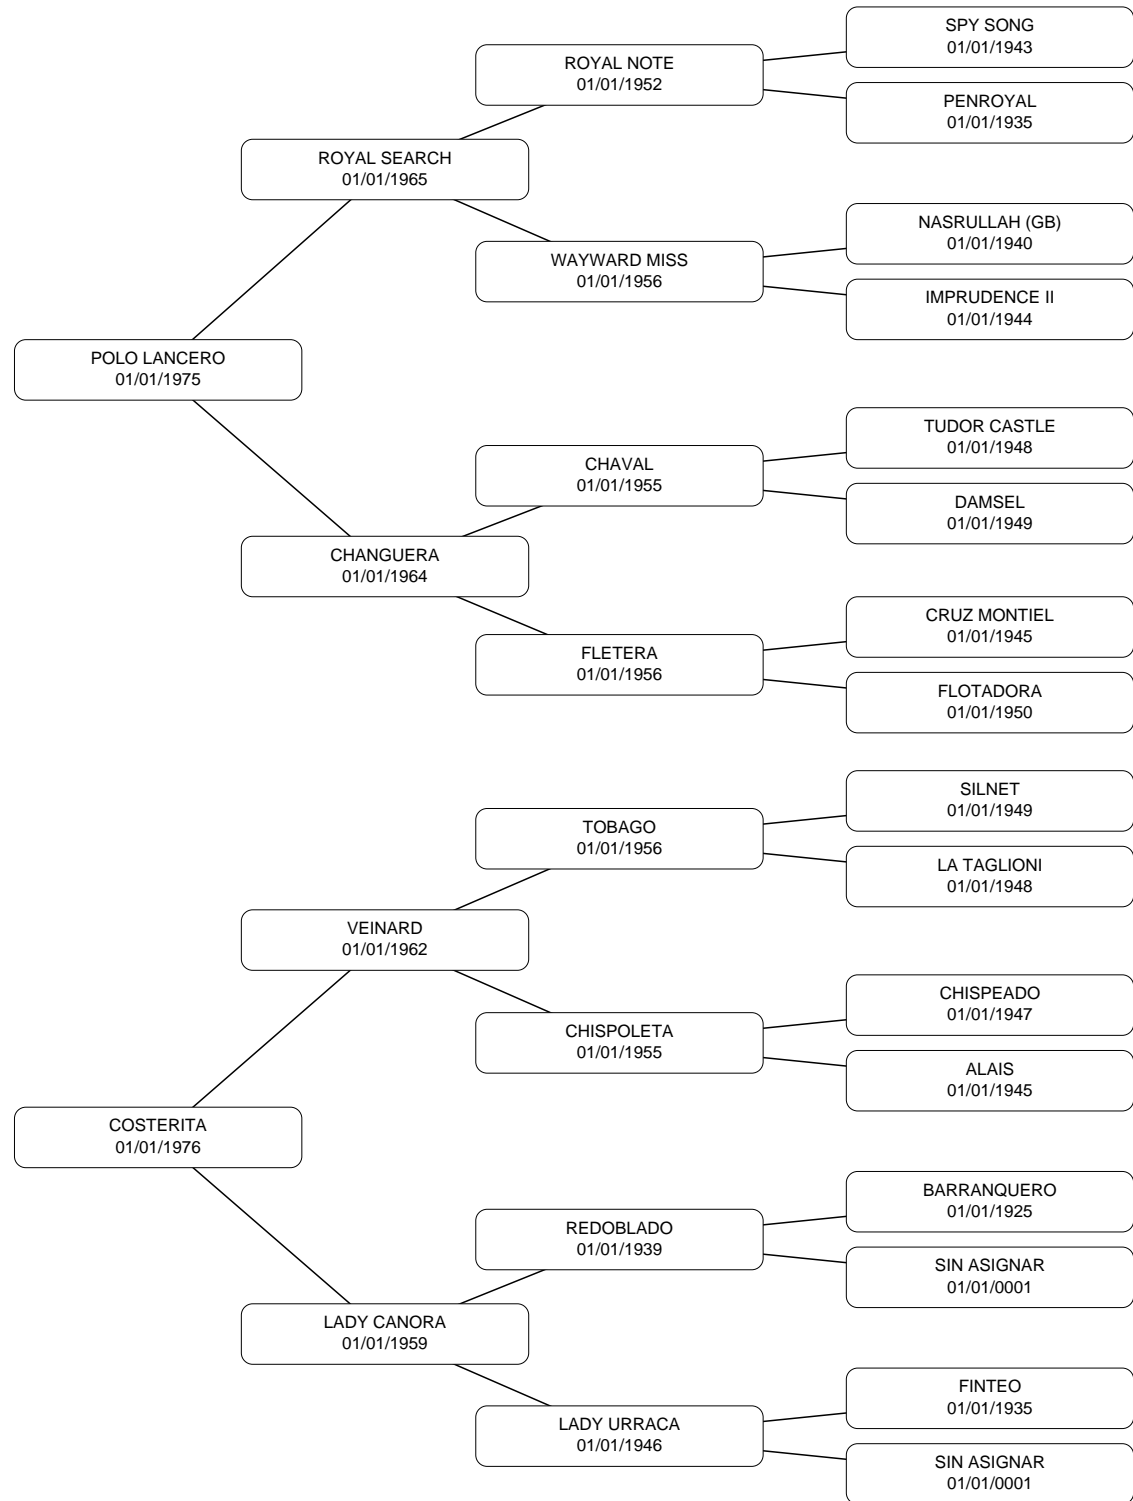 SPY SONG
01/01/1943
ROYAL NOTE
01/01/1952
PENROYAL
01/01/1935
ROYAL SEARCH
01/01/1965
NASRULLAH (GB)
01/01/1940
WAYWARD MISS
01/01/1956
IMPRUDENCE II
01/01/1944
POLO LANCERO
01/01/1975
TUDOR CASTLE
01/01/1948
CHAVAL
01/01/1955
DAMSEL
01/01/1949
CHANGUERA
01/01/1964
CRUZ MONTIEL
01/01/1945
FLETERA
01/01/1956
FLOTADORA
01/01/1950
SILNET
01/01/1949
TOBAGO
01/01/1956
LA TAGLIONI
01/01/1948
VEINARD
01/01/1962
CHISPEADO
01/01/1947
CHISPOLETA
01/01/1955
ALAIS
01/01/1945
COSTERITA
01/01/1976
BARRANQUERO
01/01/1925
REDOBLADO
01/01/1939
SIN ASIGNAR
01/01/0001
LADY CANORA
01/01/1959
FINTEO
01/01/1935
LADY URRACA
01/01/1946
SIN ASIGNAR
01/01/0001